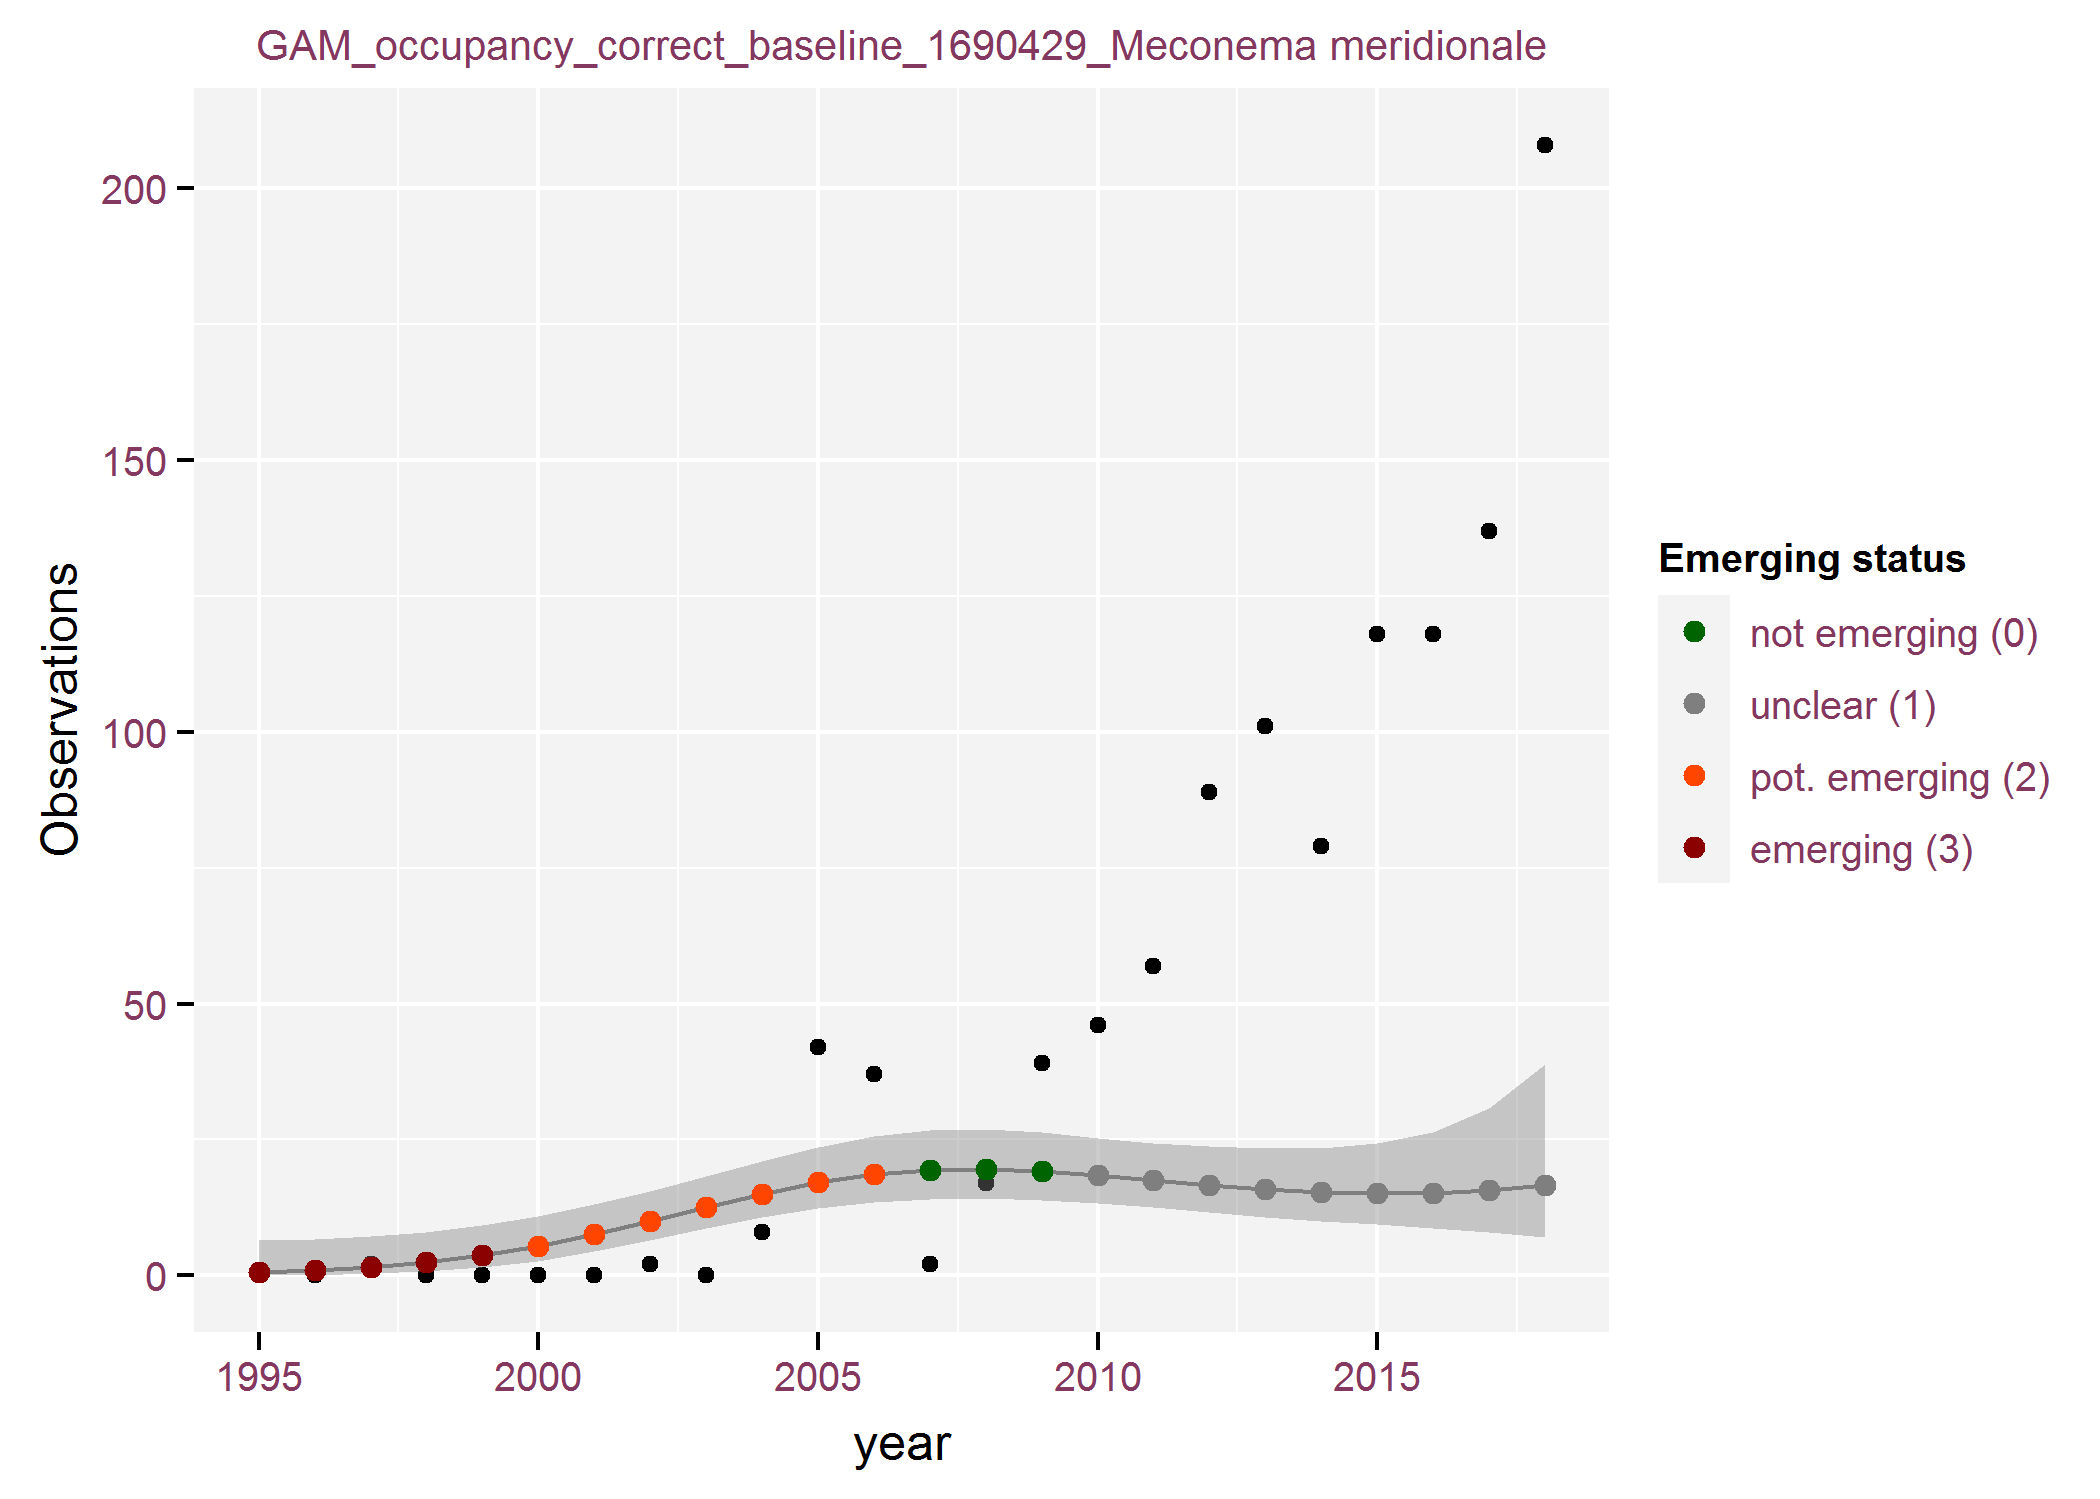 GAM_occupancy_correct_baseline_1690429_Meconema meridionale
Observations
200
150
100
50
0
1995 2000 2005 2010 2015
year
Emerging status
not emerging (0)
unclear (1)
pot. emerging (2)
emerging (3)